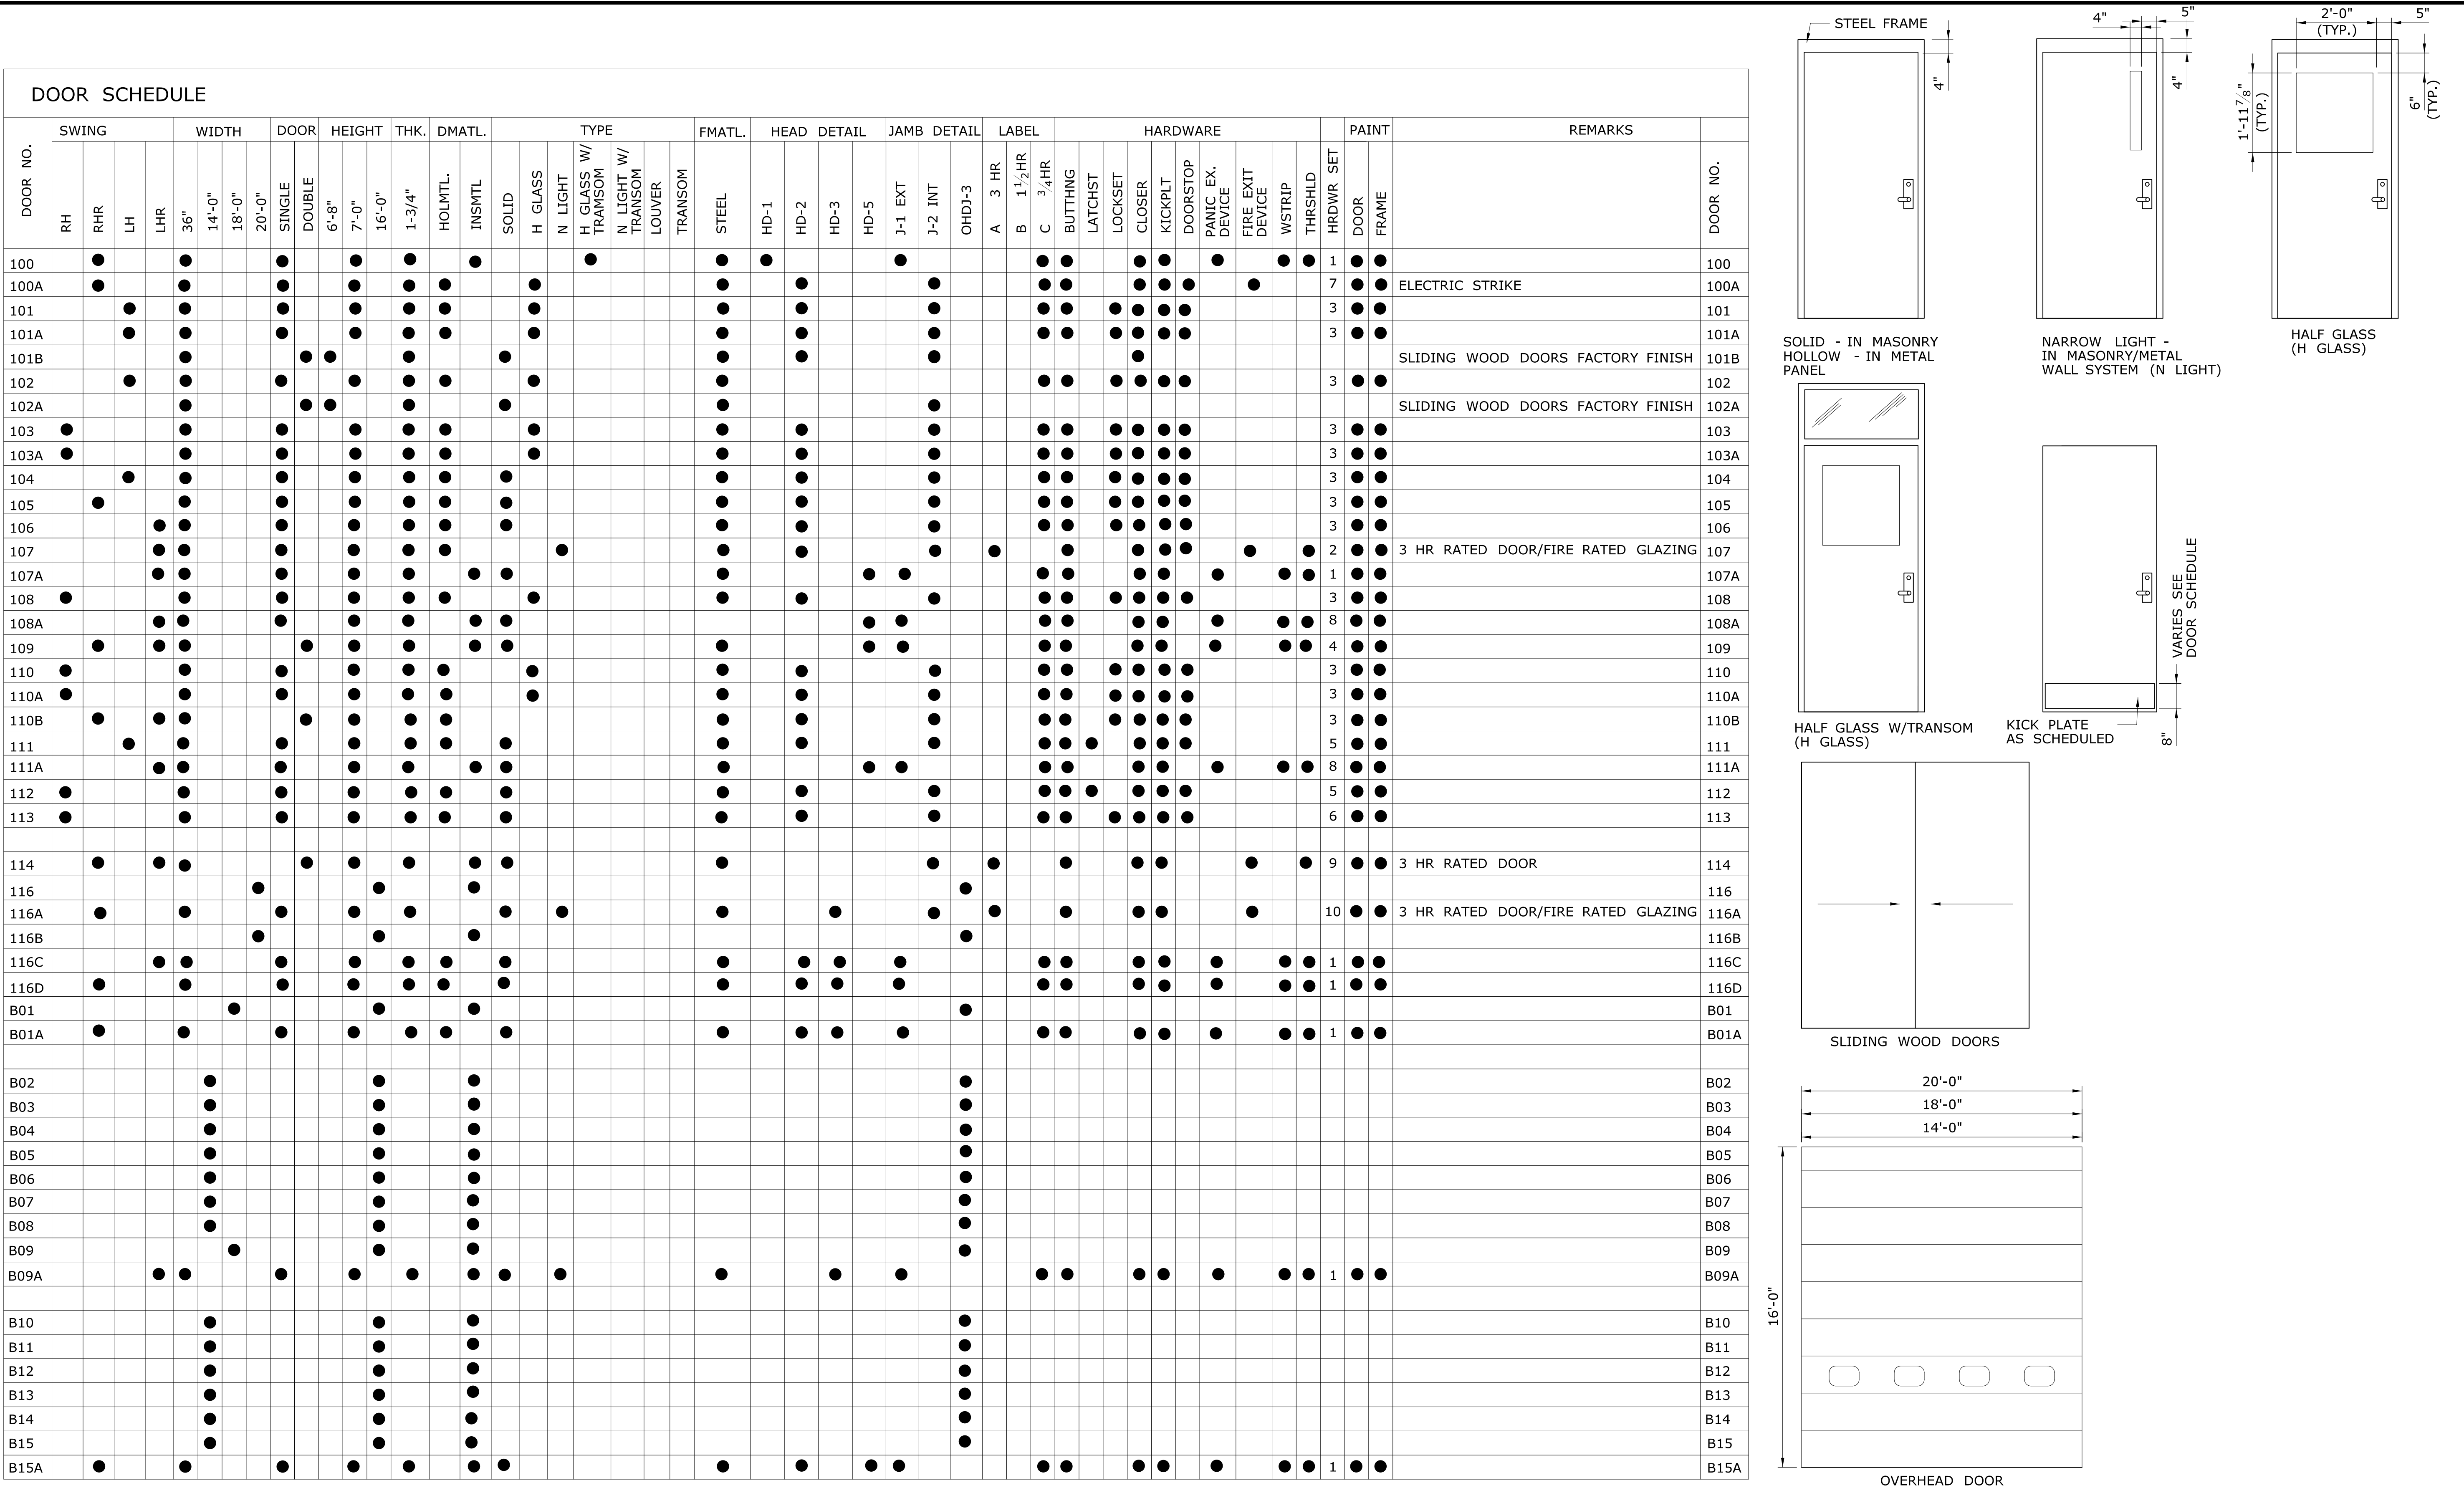 DOOR SCHEDULE
SWING WIDTH DOOR HEIGHT THK. DMATL. TYPE FMATL. HEAD DETAIL JAMB DETAIL LABEL HARDWARE PAINT REMARKS
DOOR NO.
RH
RHR
LH
LHR
36"
14'-0"
18'-0"
20'-0"
SINGLE
DOUBLE
6'-8"
7'-0"
16'-0"
1-3/4"
HOLMTL.
INSMTL
SOLID
H GLASS
N LIGHT
H GLASS W/
TRAMSOM
N LIGHT W/
TRANSOM
LOUVER
TRANSOM
STEEL
HD-1
HD-2
HD-3
HD-5
J-1 EXT
J-2 INT
OHDJ-3
A 3 HR
B 1 1/2 HR
C 3/4 HR
BUTTHNG
LATCHST
LOCKSET
CLOSER
KICKPLT
DOORSTOP
PANIC EX.
DEVICE
FIRE EXIT
DEVICE
WSTRIP
THRSHLD
HRDWR SET
DOOR
FRAME
DOOR NO.
100 1 100
100A 7 ELECTRIC STRIKE 100A
101 3 101
101A 3 101A
101B SLIDING WOOD DOORS FACTORY FINISH 101B
102 3 102
102A SLIDING WOOD DOORS FACTORY FINISH 102A
103 3 103
103A 3 103A
104 3 104
105 3 105
106 3 106
107 2 3 HR RATED DOOR/FIRE RATED GLAZING 107
107A 1 107A
108 3 108
108A 8 108A
109 4 109
110 3 110
110A 3 110A
110B 3 110B
111 5 111
111A 8 111A
112 5 112
113 6 113
114 9 3 HR RATED DOOR 114
116 116
116A 10 3 HR RATED DOOR/FIRE RATED GLAZING 116A
116B 116B
116C 1 116C
116D 1 116D
B01 B01
B01A 1 B01A
B02 B02
B03 B03
B04 B04
B05 B05
B06 B06
B07 B07
B08 B08
B09 B09
B09A 1 B09A
B10 B10
B11 B11
B12 B12
B13 B13
B14 B14
B15 B15
B15A 1 B15A
STEEL FRAME
4"
SOLID - IN MASONRY
HOLLOW - IN METAL
PANEL
4" 5"
4"
NARROW LIGHT -
IN MASONRY/METAL
WALL SYSTEM (N LIGHT)
2'-0" 5"
(TYP.)
1'-11 7/8"
(TYP.)
6"
(TYP.)
HALF GLASS
(H GLASS)
HALF GLASS W/TRANSOM
(H GLASS)
VARIES SEE
DOOR SCHEDULE
KICK PLATE
AS SCHEDULED
8"
SLIDING WOOD DOORS
20'-0"
18'-0"
14'-0"
16'-0"
OVERHEAD DOOR